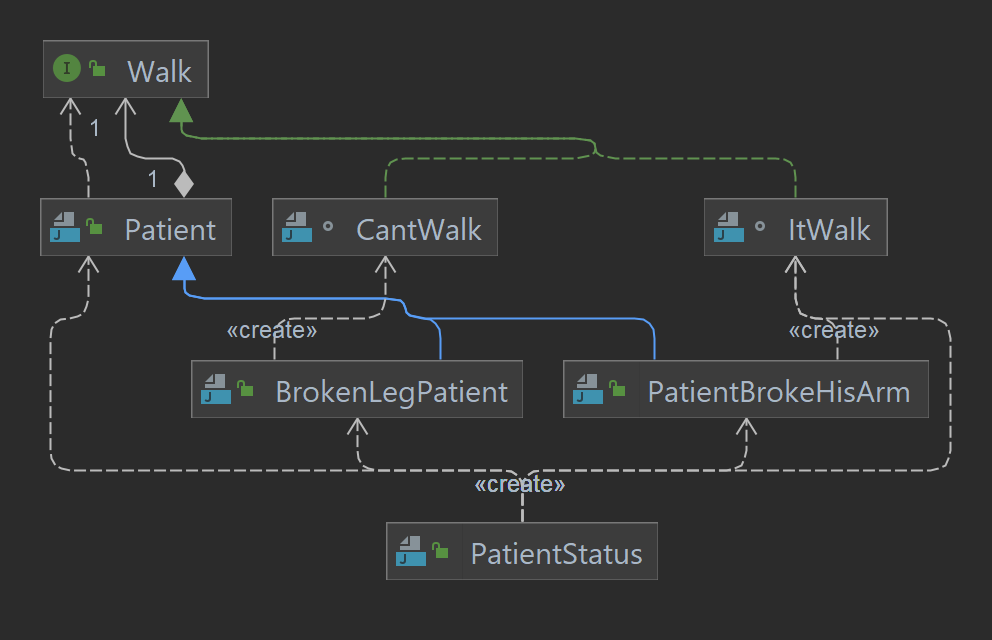 Walk
1
1
Patient
CantWalk
ItWalk
«create»
«create»
BrokenLegPatient
PatientBrokeHisArm
«create»
PatientStatus